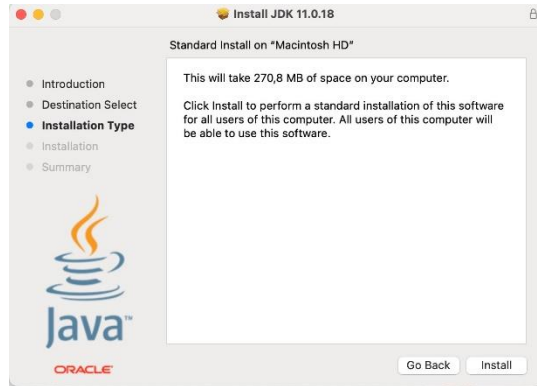 Install JDK 11.0.18
Standard Install on “Macintosh HD”
Introduction
Destination Select
Installation Type
Installation
Summary
This will take 270,8 MB of space on your computer.
Click Install to perform a standard installation of this software
for all users of this computer. All users of this computer will
be able to use this software.
Java™
ORACLE
Go Back
Install